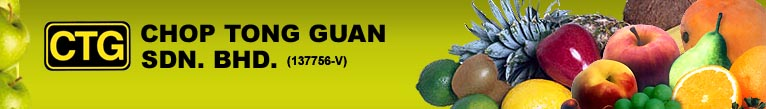 CTG
CHOP TONG GUAN
SDN. BHD. (137756-V)